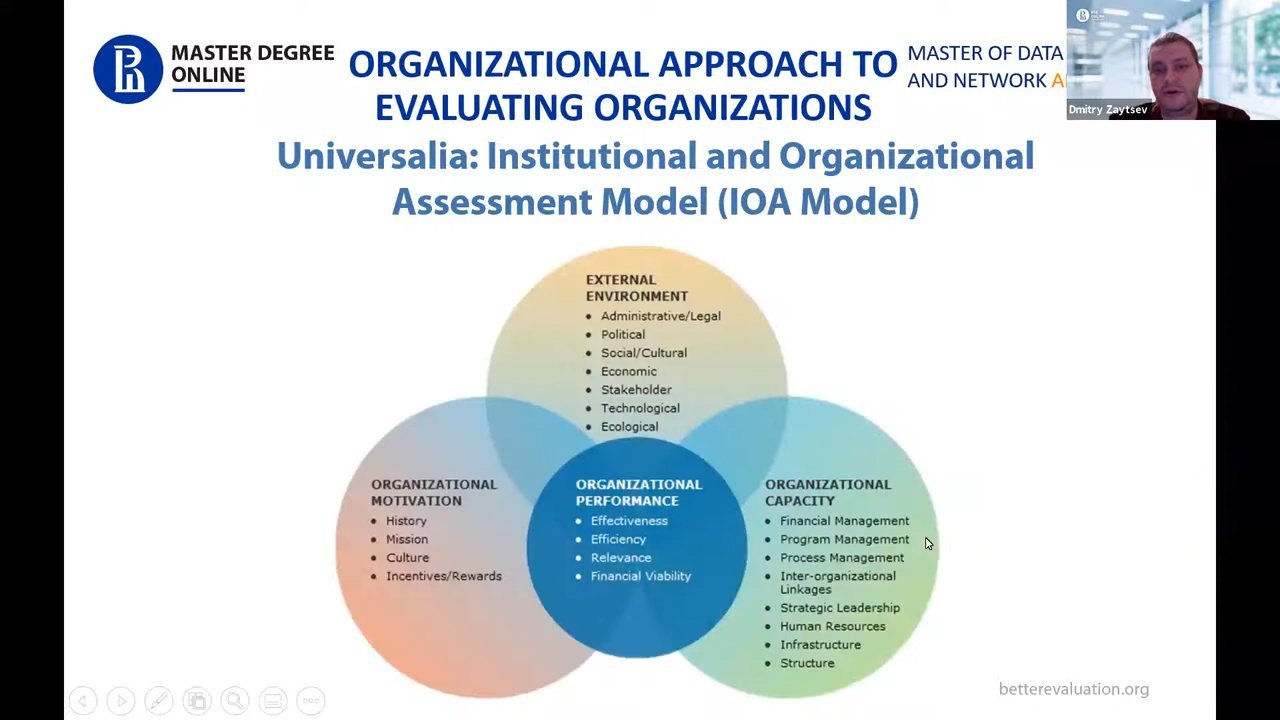 MASTER DEGREE
ONLINE
ORGANIZATIONAL APPROACH TO
EVALUATING ORGANIZATIONS
MASTER OF DATA
AND NETWORK A
Dmitry Zaytsev
Universalia: Institutional and Organizational
Assessment Model (IOA Model)
EXTERNAL
ENVIRONMENT
• Administrative/Legal
• Political
• Social/Cultural
• Economic
• Stakeholder
• Technological
• Ecological
ORGANIZATIONAL
MOTIVATION
• History
• Mission
• Culture
• Incentives/Rewards
ORGANIZATIONAL
PERFORMANCE
• Effectiveness
• Efficiency
• Relevance
• Financial Viability
ORGANIZATIONAL
CAPACITY
• Financial Management
• Program Management
• Process Management
• Inter-organizational
Linkages
• Strategic Leadership
• Human Resources
• Infrastructure
• Structure
betterevaluation.org